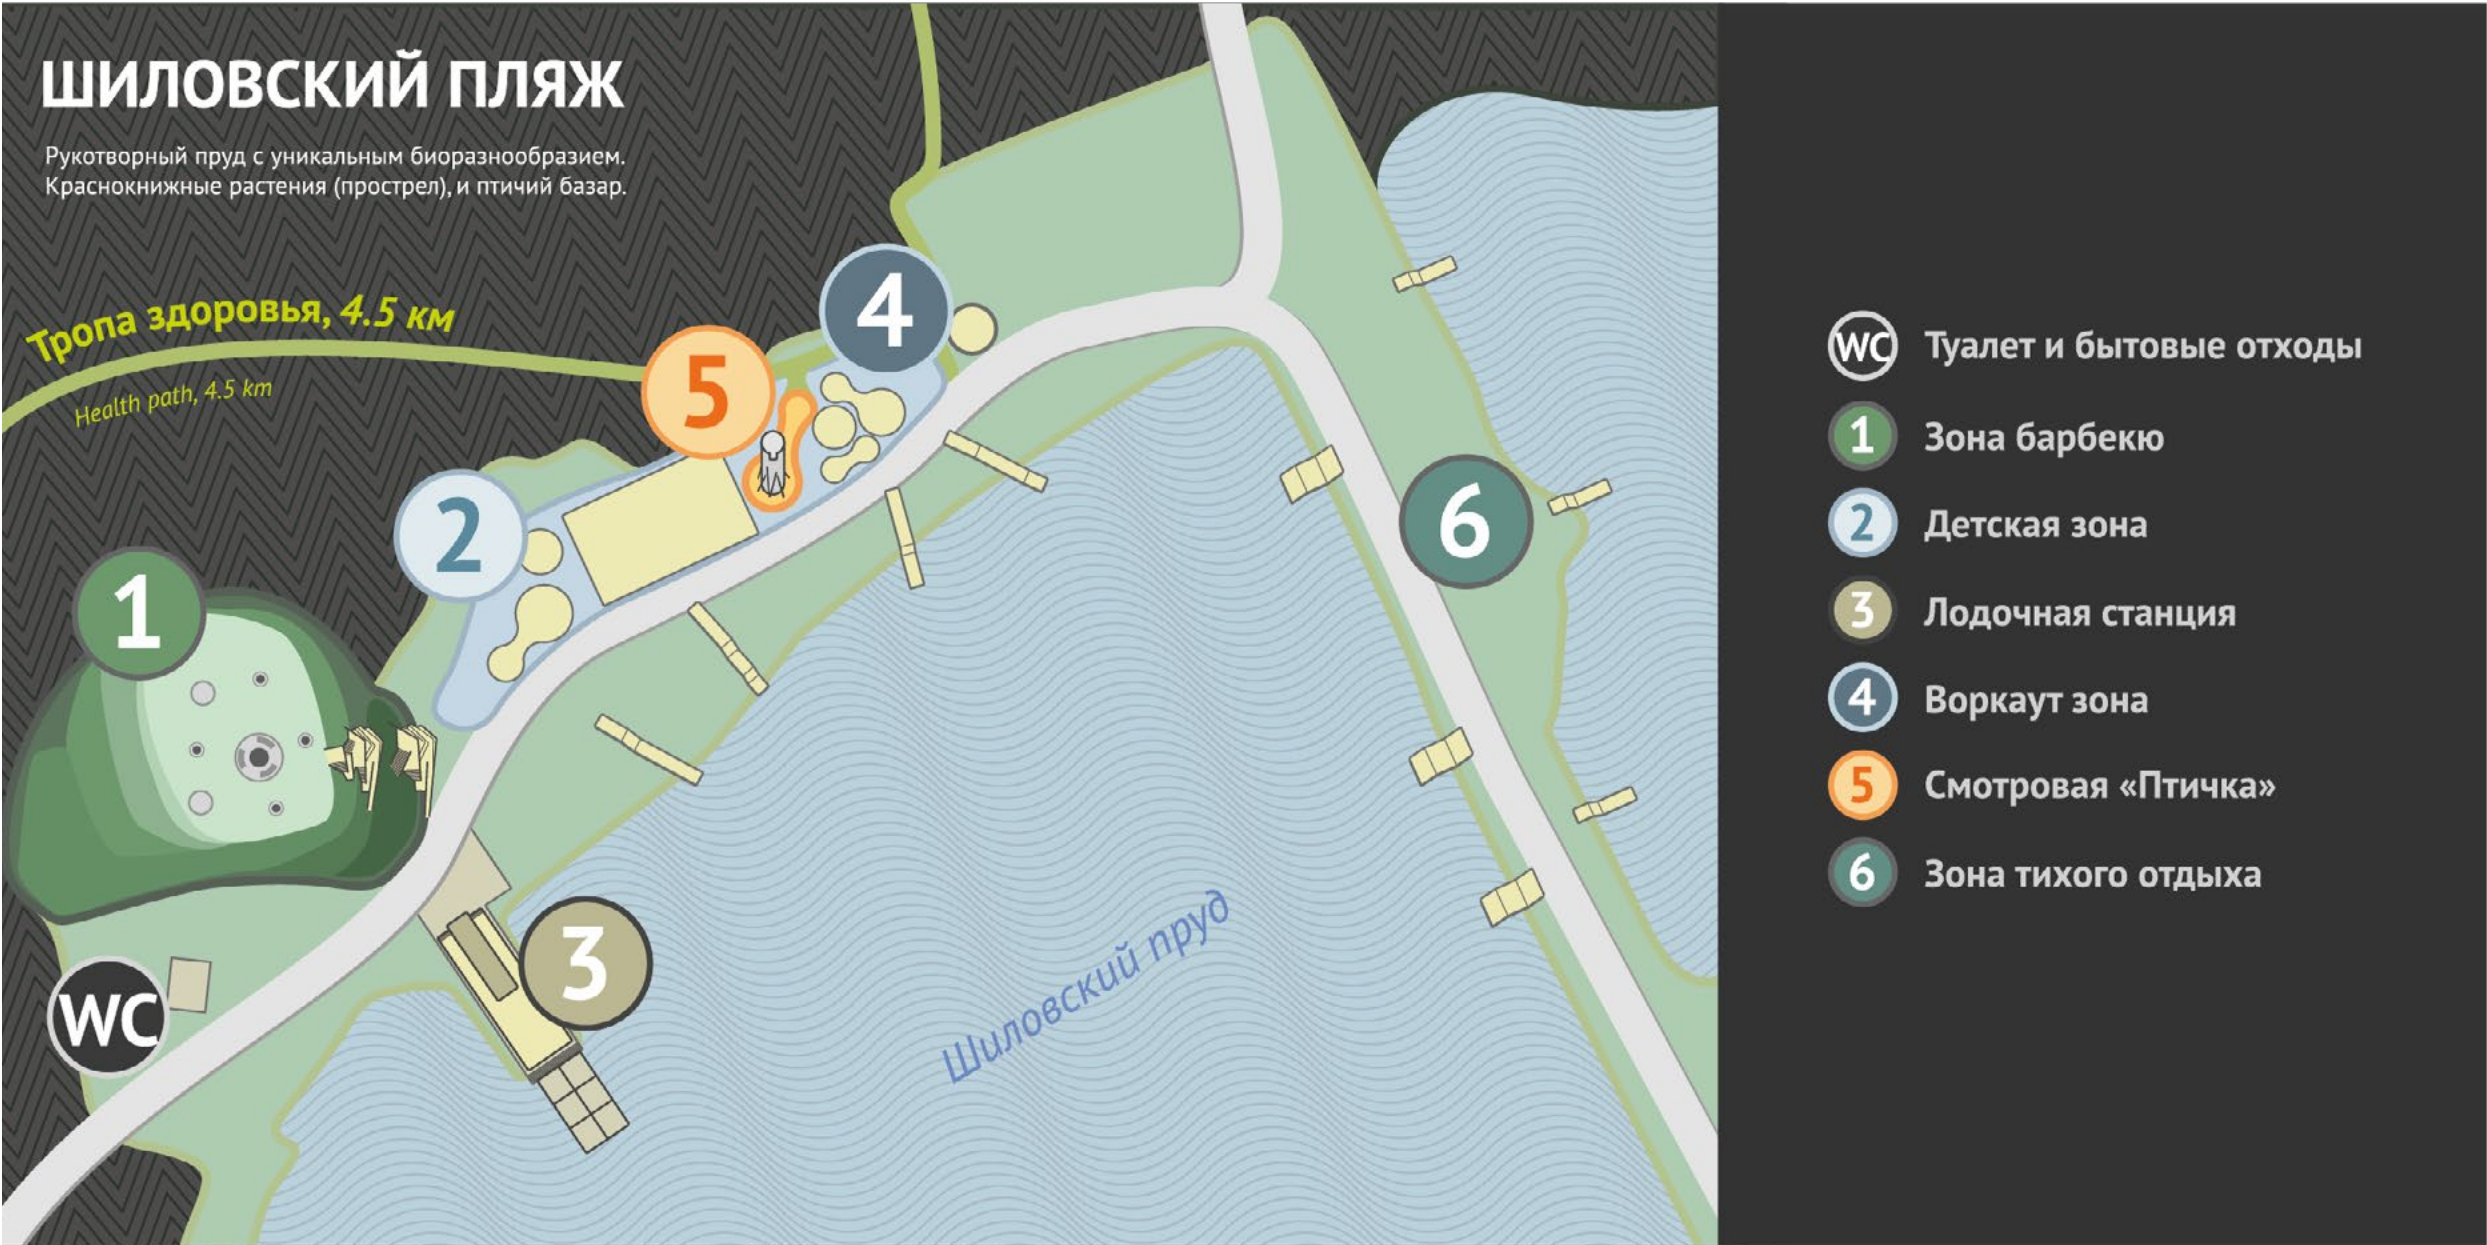 ШИЛОВСКИЙ ПЛЯЖ
Рукотворный пруд с уникальным биоразнообразием.
Краснокнижные растения (прострел), и птичий базар.
Тропа здоровья, 4.5 км
Health path, 4.5 km
4
5
2
6
1
3
WC
Шиловский пруд
WC Туалет и бытовые отходы
1 Зона барбекю
2 Детская зона
3 Лодочная станция
4 Воркаут зона
5 Смотровая «Птичка»
6 Зона тихого отдыха